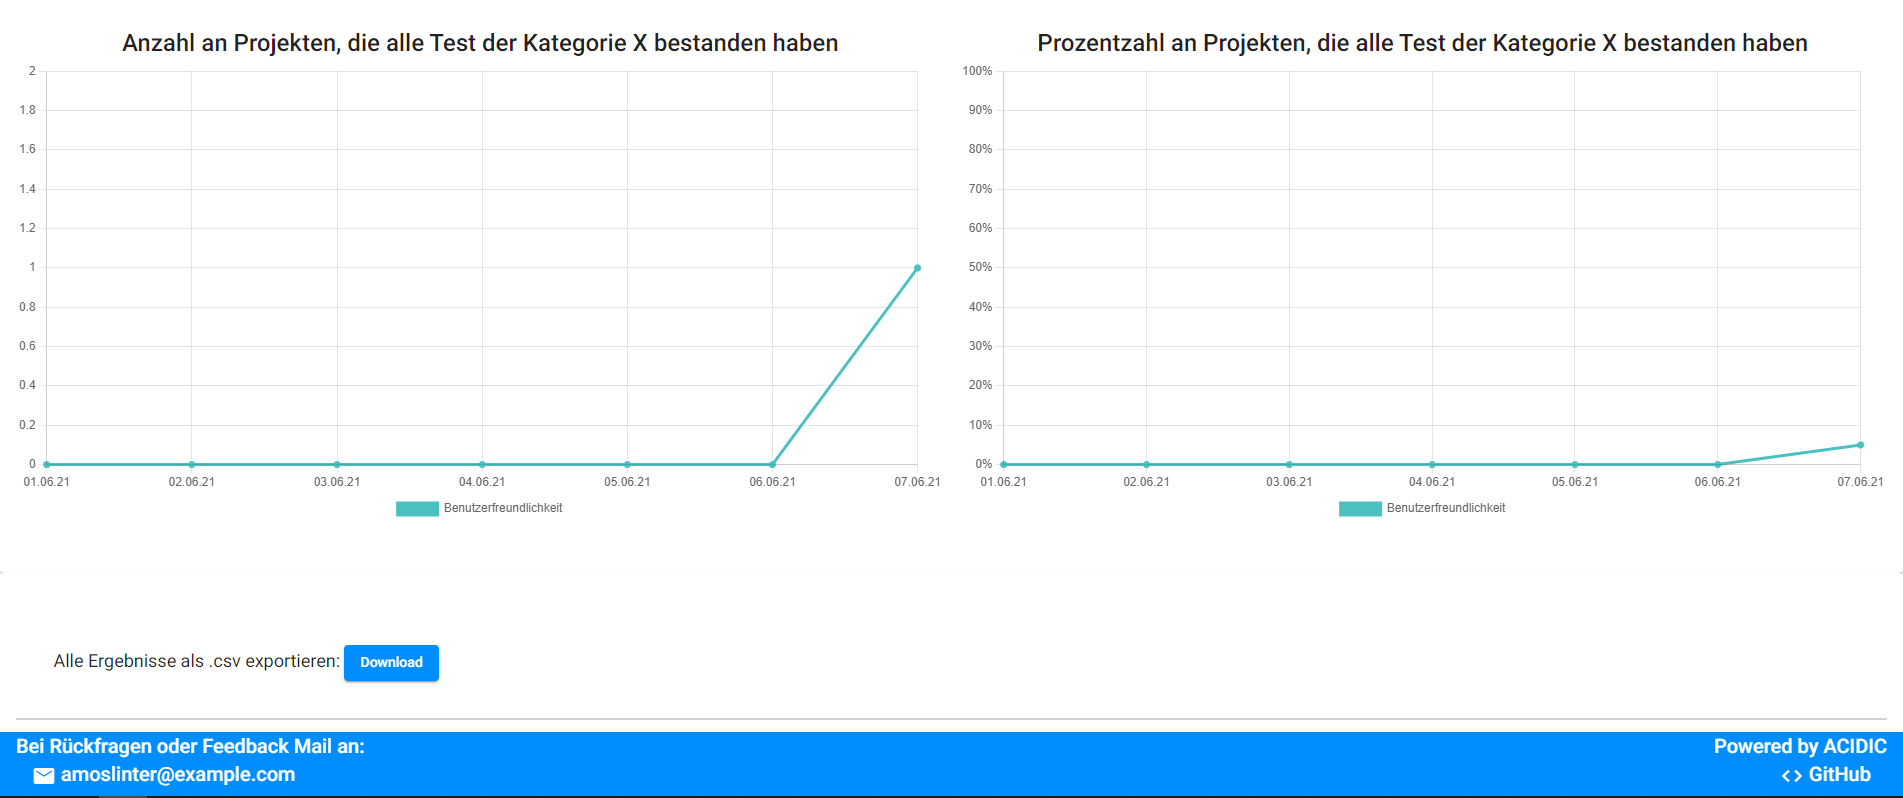 Anzahl an Projekten, die alle Test der Kategorie X bestanden haben
2
1.8
1.6
1.4
1.2
1
0.8
0.6
0.4
0.2
0
01.06.21 02.06.21 03.06.21 04.06.21 05.06.21 06.06.21 07.06.21
Benutzerfreundlichkeit
Prozentzahl an Projekten, die alle Test der Kategorie X bestanden haben
100%
90%
80%
70%
60%
50%
40%
30%
20%
10%
0%
01.06.21 02.06.21 03.06.21 04.06.21 05.06.21 06.06.21 07.06.21
Benutzerfreundlichkeit
Alle Ergebnisse als .csv exportieren: Download
Bei Rückfragen oder Feedback Mail an:
amoslinter@example.com
Powered by ACIDIC
GitHub